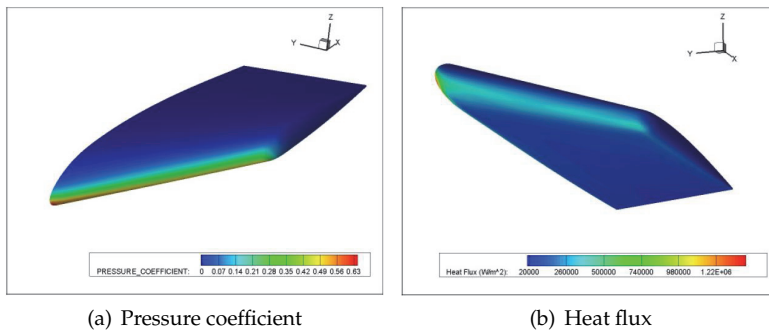 Z
Y
X
PRESSURE_COEFFICIENT:
0 0.07 0.14 0.21 0.28 0.35 0.42 0.49 0.56 0.63
(a) Pressure coefficient
Z
Y
X
Heat Flux (W/m^2):
20000 260000 500000 740000 980000 1.22E+06
(b) Heat flux